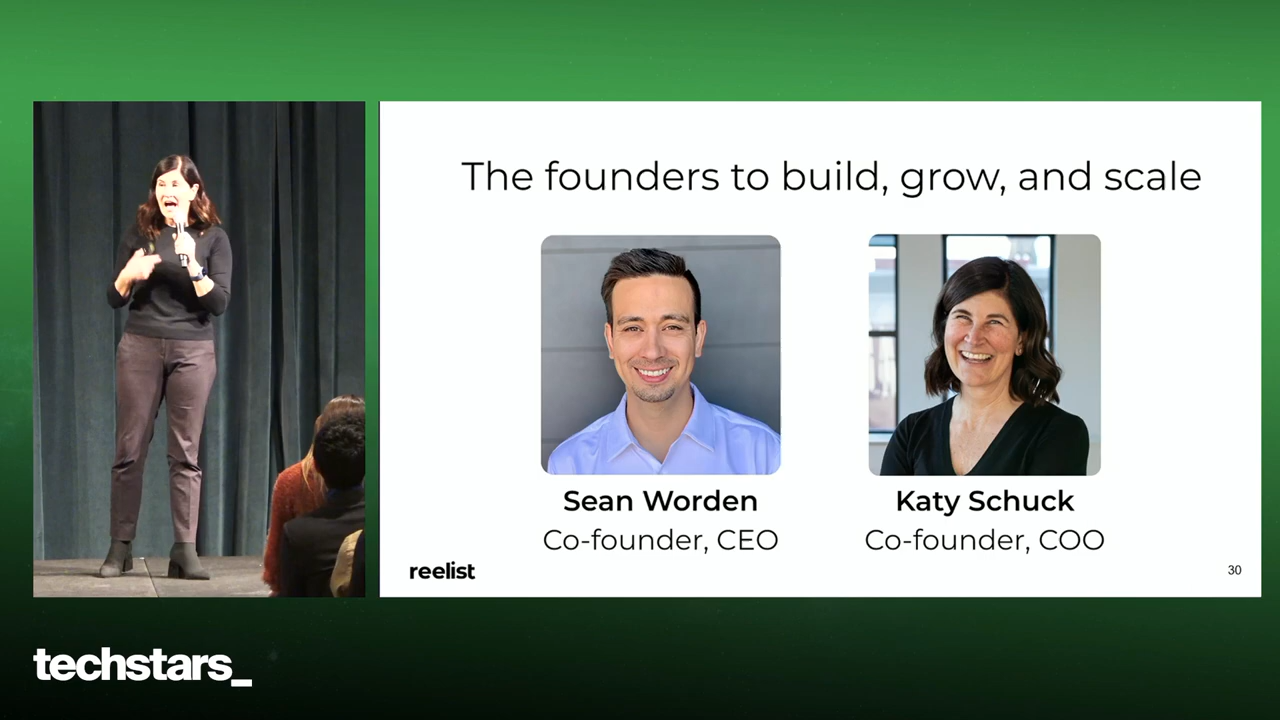 The founders to build, grow, and scale
Sean Worden
Co-founder, CEO
Katy Schuck
Co-founder, COO
reelist
30
techstars_